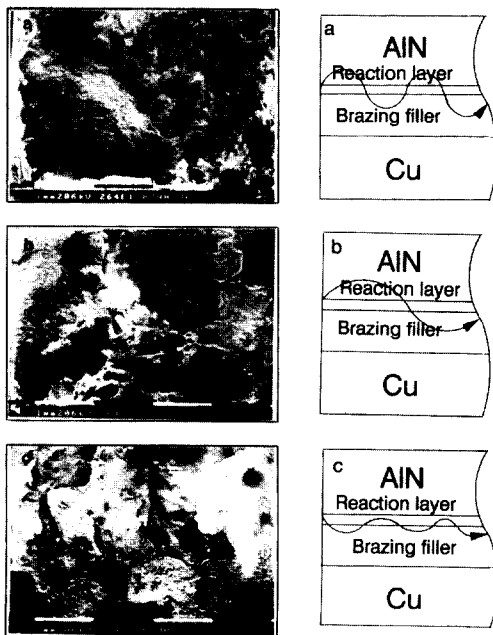 a
a
AlN
Reaction layer
Brazing filler
Cu
b
AlN
Reaction layer
Brazing filler
Cu
c
AlN
Reaction layer
Brazing filler
Cu